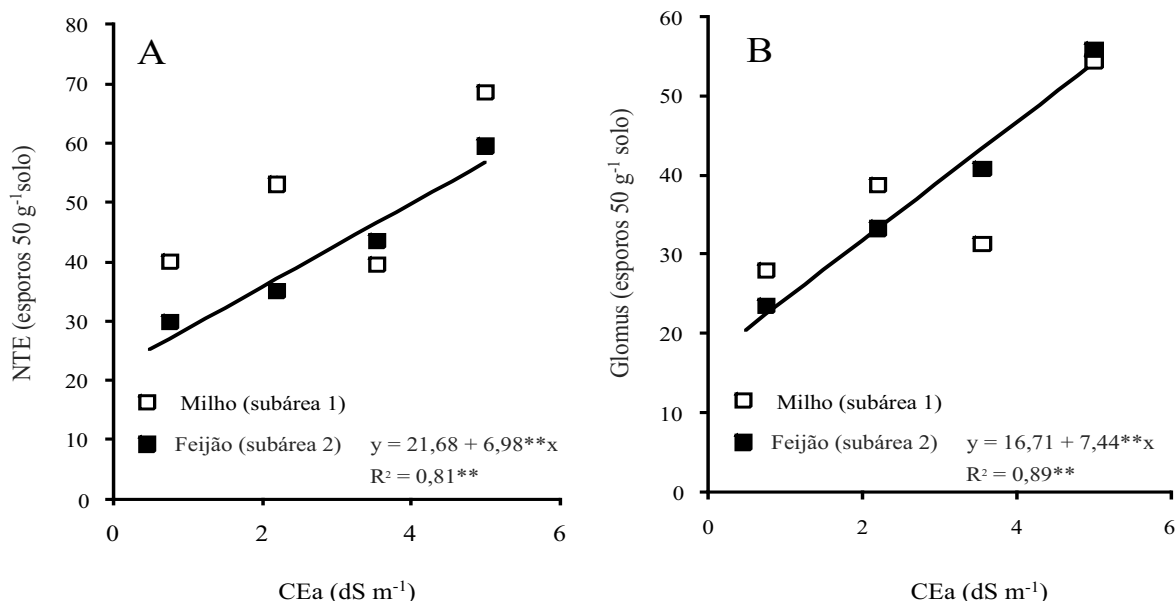 A
NTE (esporos 50 g⁻¹solo)
80
70
60
50
40
30
20
10
0
Milho (subárea 1)
Feijão (subárea 2) y = 21,68 + 6,98**x
R² = 0,81**
0 2 4 6
CEa (dS m⁻¹)
B
Glomus (esporos 50 g⁻¹ solo)
60
50
40
30
20
10
0
Milho (subárea 1)
Feijão (subárea 2) y = 16,71 + 7,44**x
R² = 0,89**
0 2 4 6
CEa (dS m⁻¹)